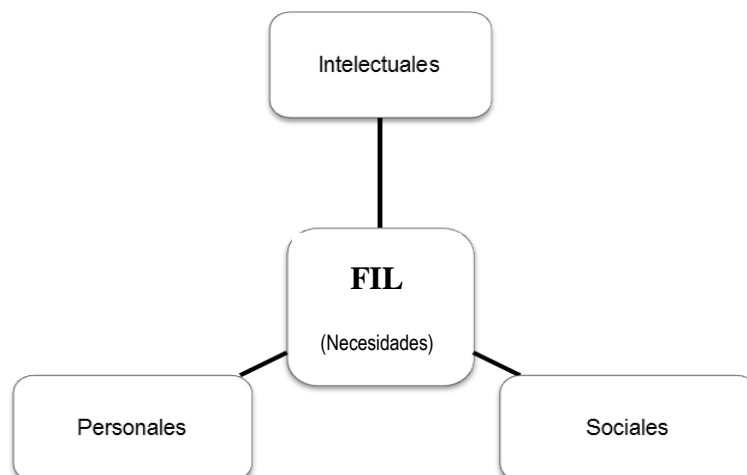 Intelectuales
FIL
(Necesidades)
Personales
Sociales